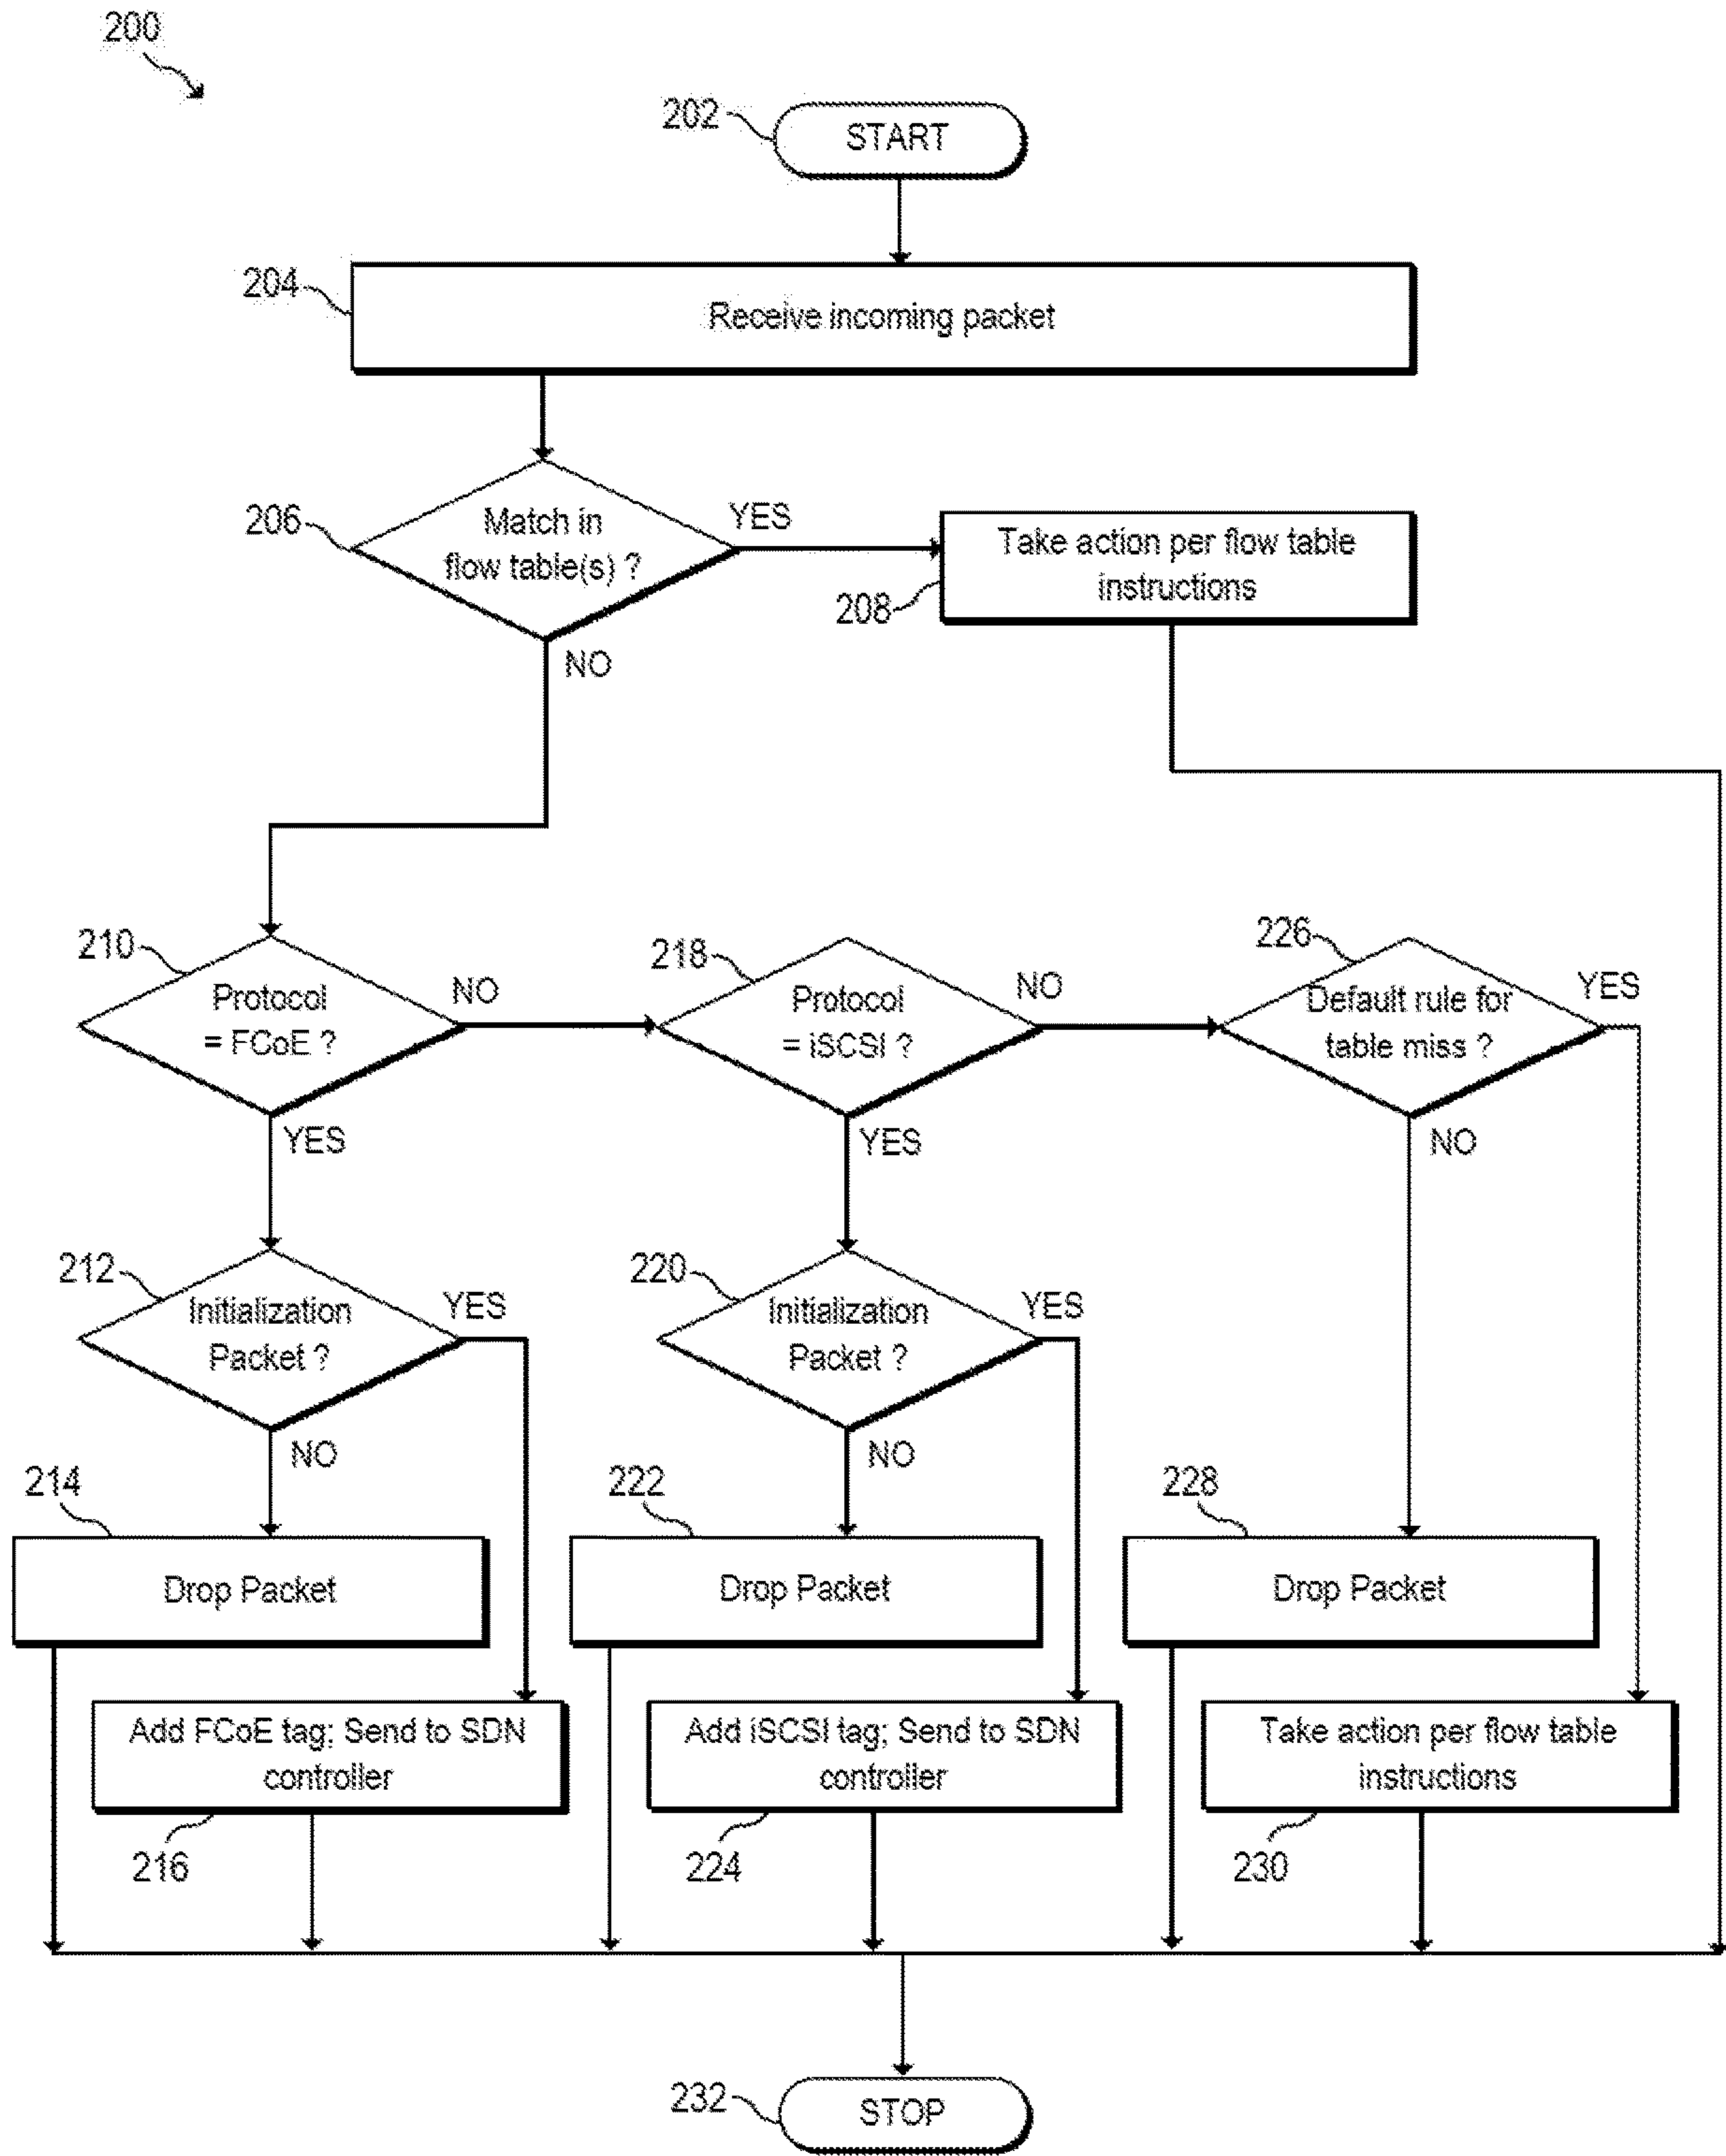 200
202
START
204
Receive incoming packet
206
Match in
flow table(s) ?
YES
NO
208
Take action per flow table
instructions
210
Protocol
= FCoE ?
NO
YES
218
Protocol
= iSCSI ?
NO
YES
226
Default rule for
table miss ?
YES
NO
212
Initialization
Packet ?
YES
NO
220
Initialization
Packet ?
YES
NO
214
Drop Packet
222
Drop Packet
228
Drop Packet
Add FCoE tag; Send to SDN
controller
216
Add iSCSI tag; Send to SDN
controller
224
Take action per flow table
instructions
230
232
STOP